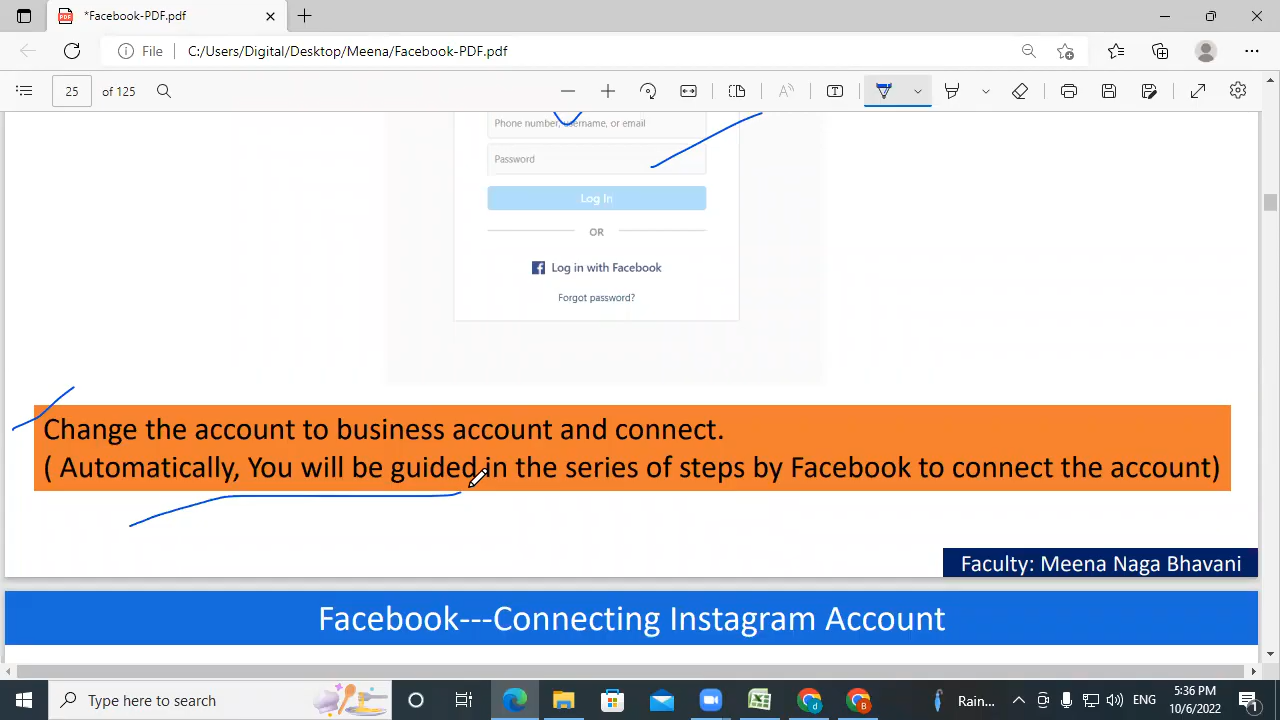 *Facebook-PDF.pdf
File
C:/Users/Digital/Desktop/Meena/Facebook-PDF.pdf
25 of 125
Phone number, username, or email
Password
Log In
OR
Log in with Facebook
Forgot password?
Change the account to business account and connect.
( Automatically, You will be guided in the series of steps by Facebook to connect the account)
Faculty: Meena Naga Bhavani
Facebook---Connecting Instagram Account
Type here to search
Rain...
ENG
5:36 PM
10/6/2022